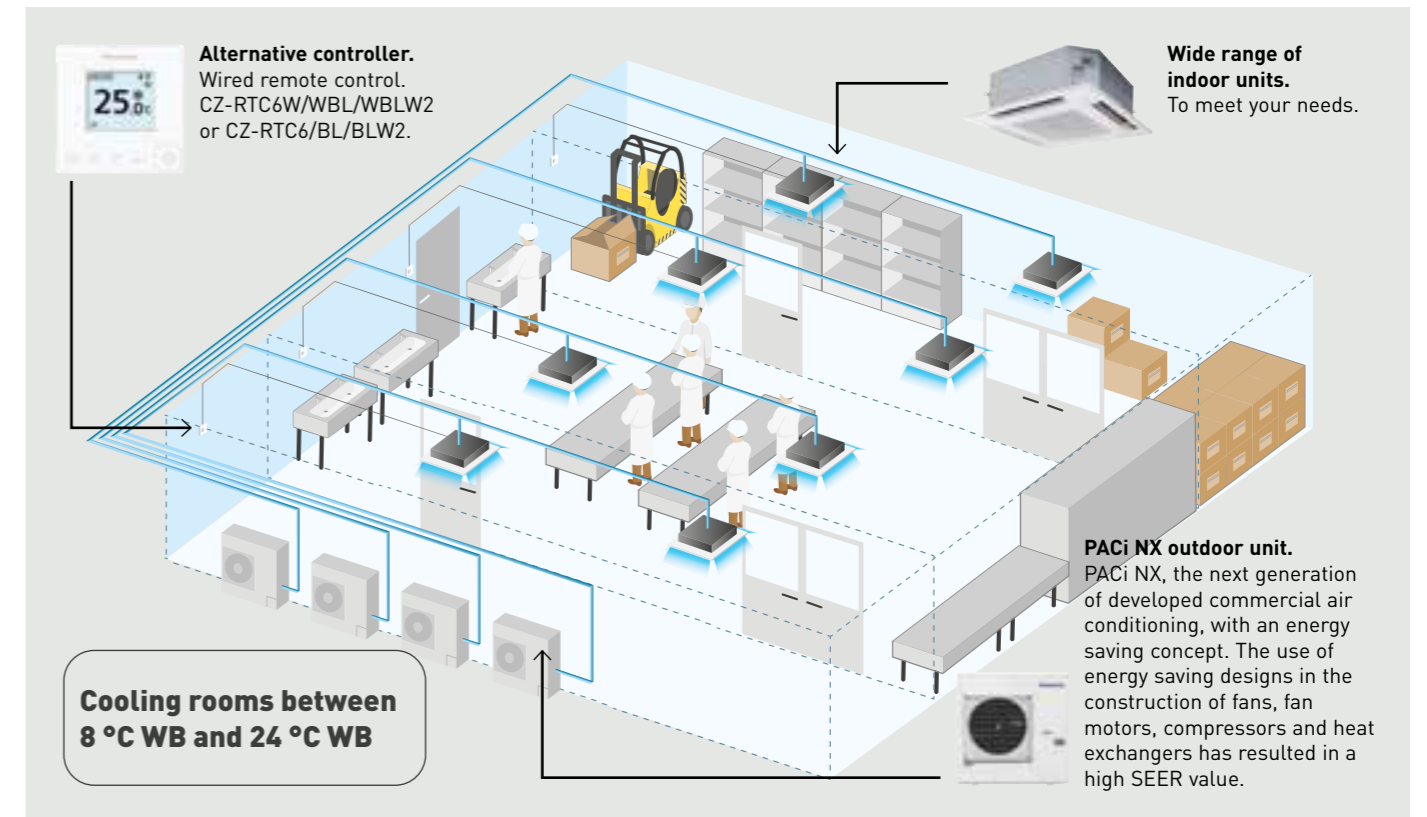 Alternative controller.
Wired remote control.
CZ-RTC6W/WBL/WBLW2
or CZ-RTC6/BL/BLW2.
25.0c
Wide range of
indoor units.
To meet your needs.
PACi NX outdoor unit.
PACi NX, the next generation
of developed commercial air
conditioning, with an energy
saving concept. The use of
energy saving designs in the
construction of fans, fan
motors, compressors and heat
exchangers has resulted in a
high SEER value.
Cooling rooms between
8 °C WB and 24 °C WB